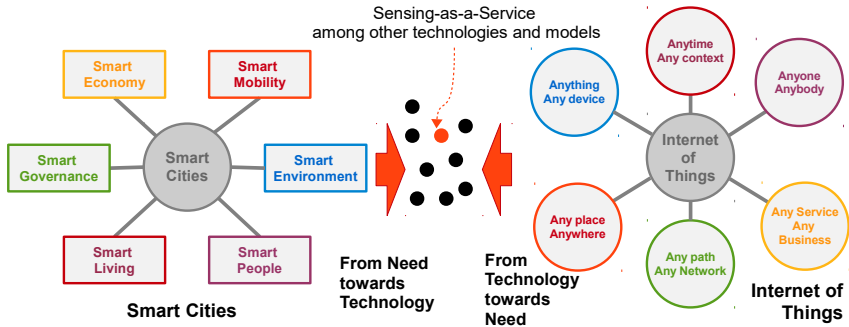 Sensing-as-a-Service
among other technologies and models
Smart
Economy
Smart
Mobility
Smart
Governance
Smart
Cities
Smart
Environment
Smart
Living
Smart
People
Smart Cities
From Need
towards
Technology
From
Technology
towards
Need
Anytime
Any context
Anything
Any device
Anyone
Anybody
Internet
of
Things
Any place
Anywhere
Any path
Any Network
Any Service
Any
Business
Internet of
Things